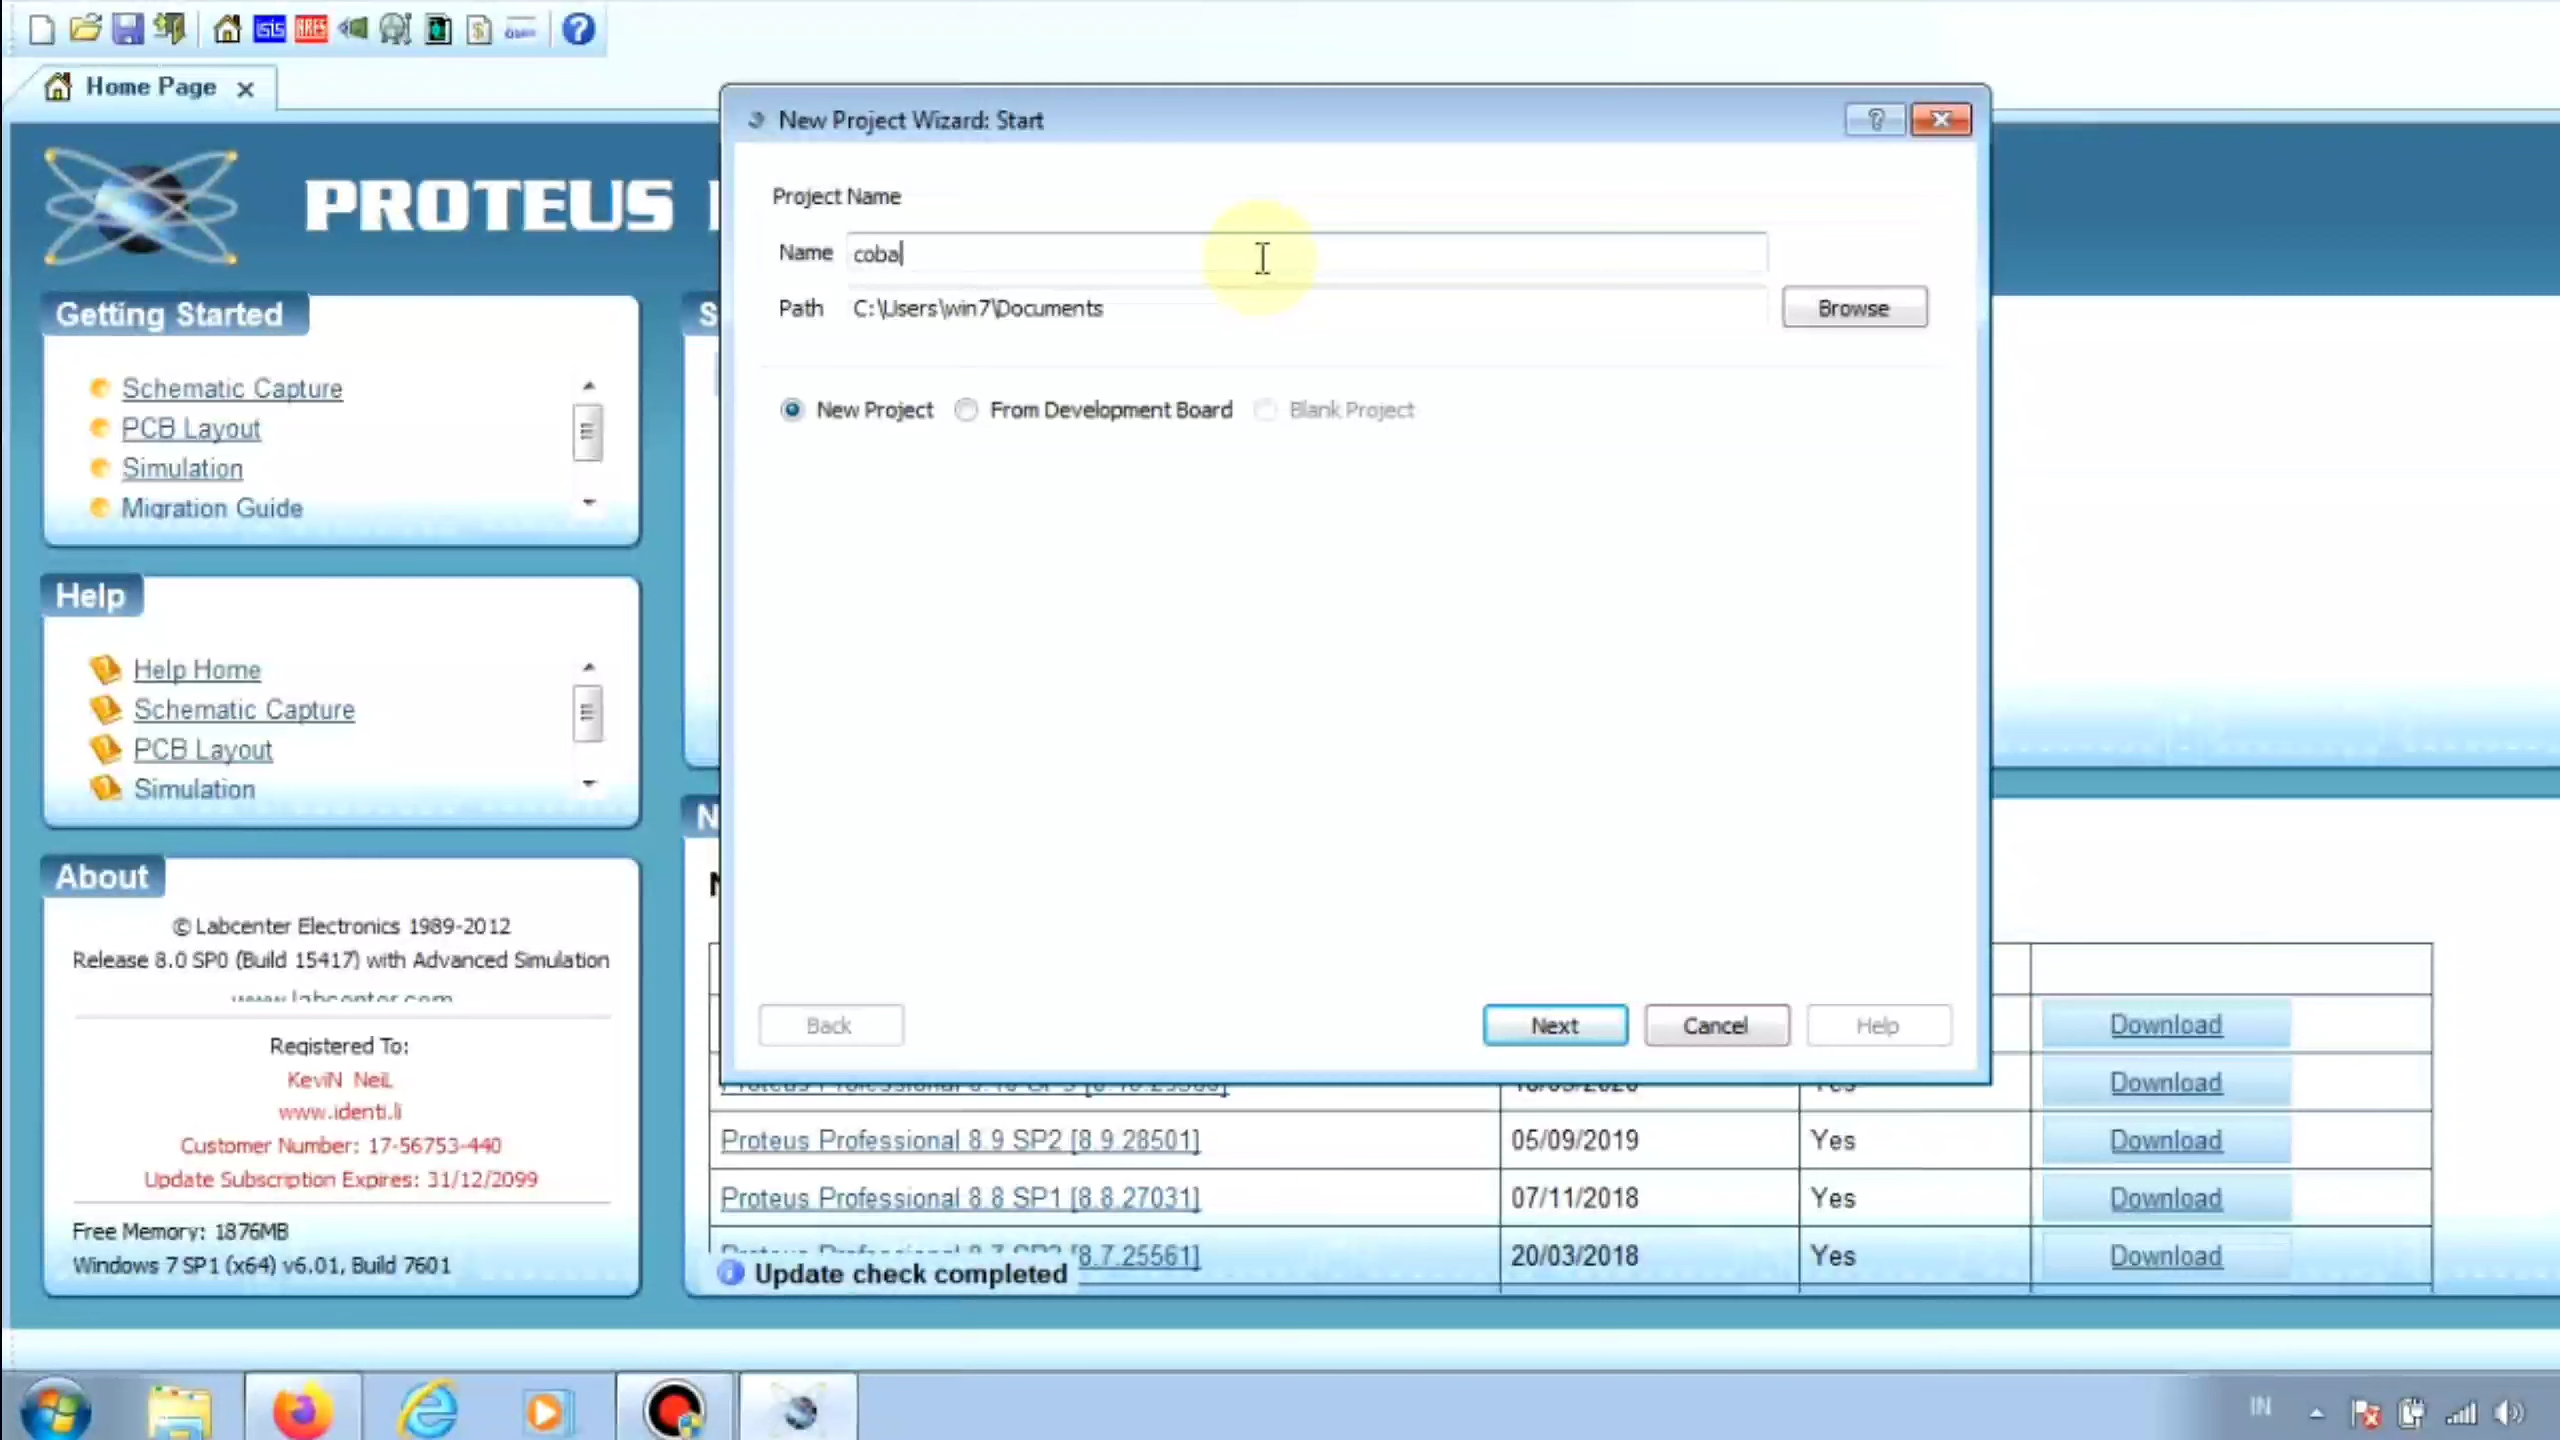 Home Page
PROTEUS
Getting Started
Schematic Capture
PCB Layout
Simulation
Migration Guide
Help
Help Home
Schematic Capture
PCB Layout
Simulation
About
© Labcenter Electronics 1989-2012
Release 8.0 SP0 (Build 15417) with Advanced Simulation
www.labcenter.com
Registered To:
KeviN NeiL
www.identi.li
Customer Number: 17-56753-440
Update Subscription Expires: 31/12/2099
Free Memory: 1876MB
Windows 7 SP1 (x64) v6.01, Build 7601
New Project Wizard: Start
Project Name
Name coba
Path C:\Users\win7\Documents Browse
New Project From Development Board Blank Project
Back Next Cancel Help
Download
Download
Proteus Professional 8.9 SP2 [8.9.28501] 05/09/2019 Yes Download
Proteus Professional 8.8 SP1 [8.8.27031] 07/11/2018 Yes Download
[8.7.25561] 20/03/2018 Yes Download
Update check completed
isis
ARES
IN